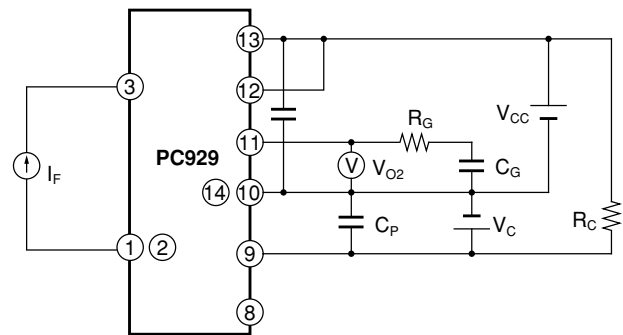 13
3
12
V_CC
11
R_G
PC929
V
V_O2
I_F
14
10
C_G
C_P
V_C
R_C
1
2
9
8